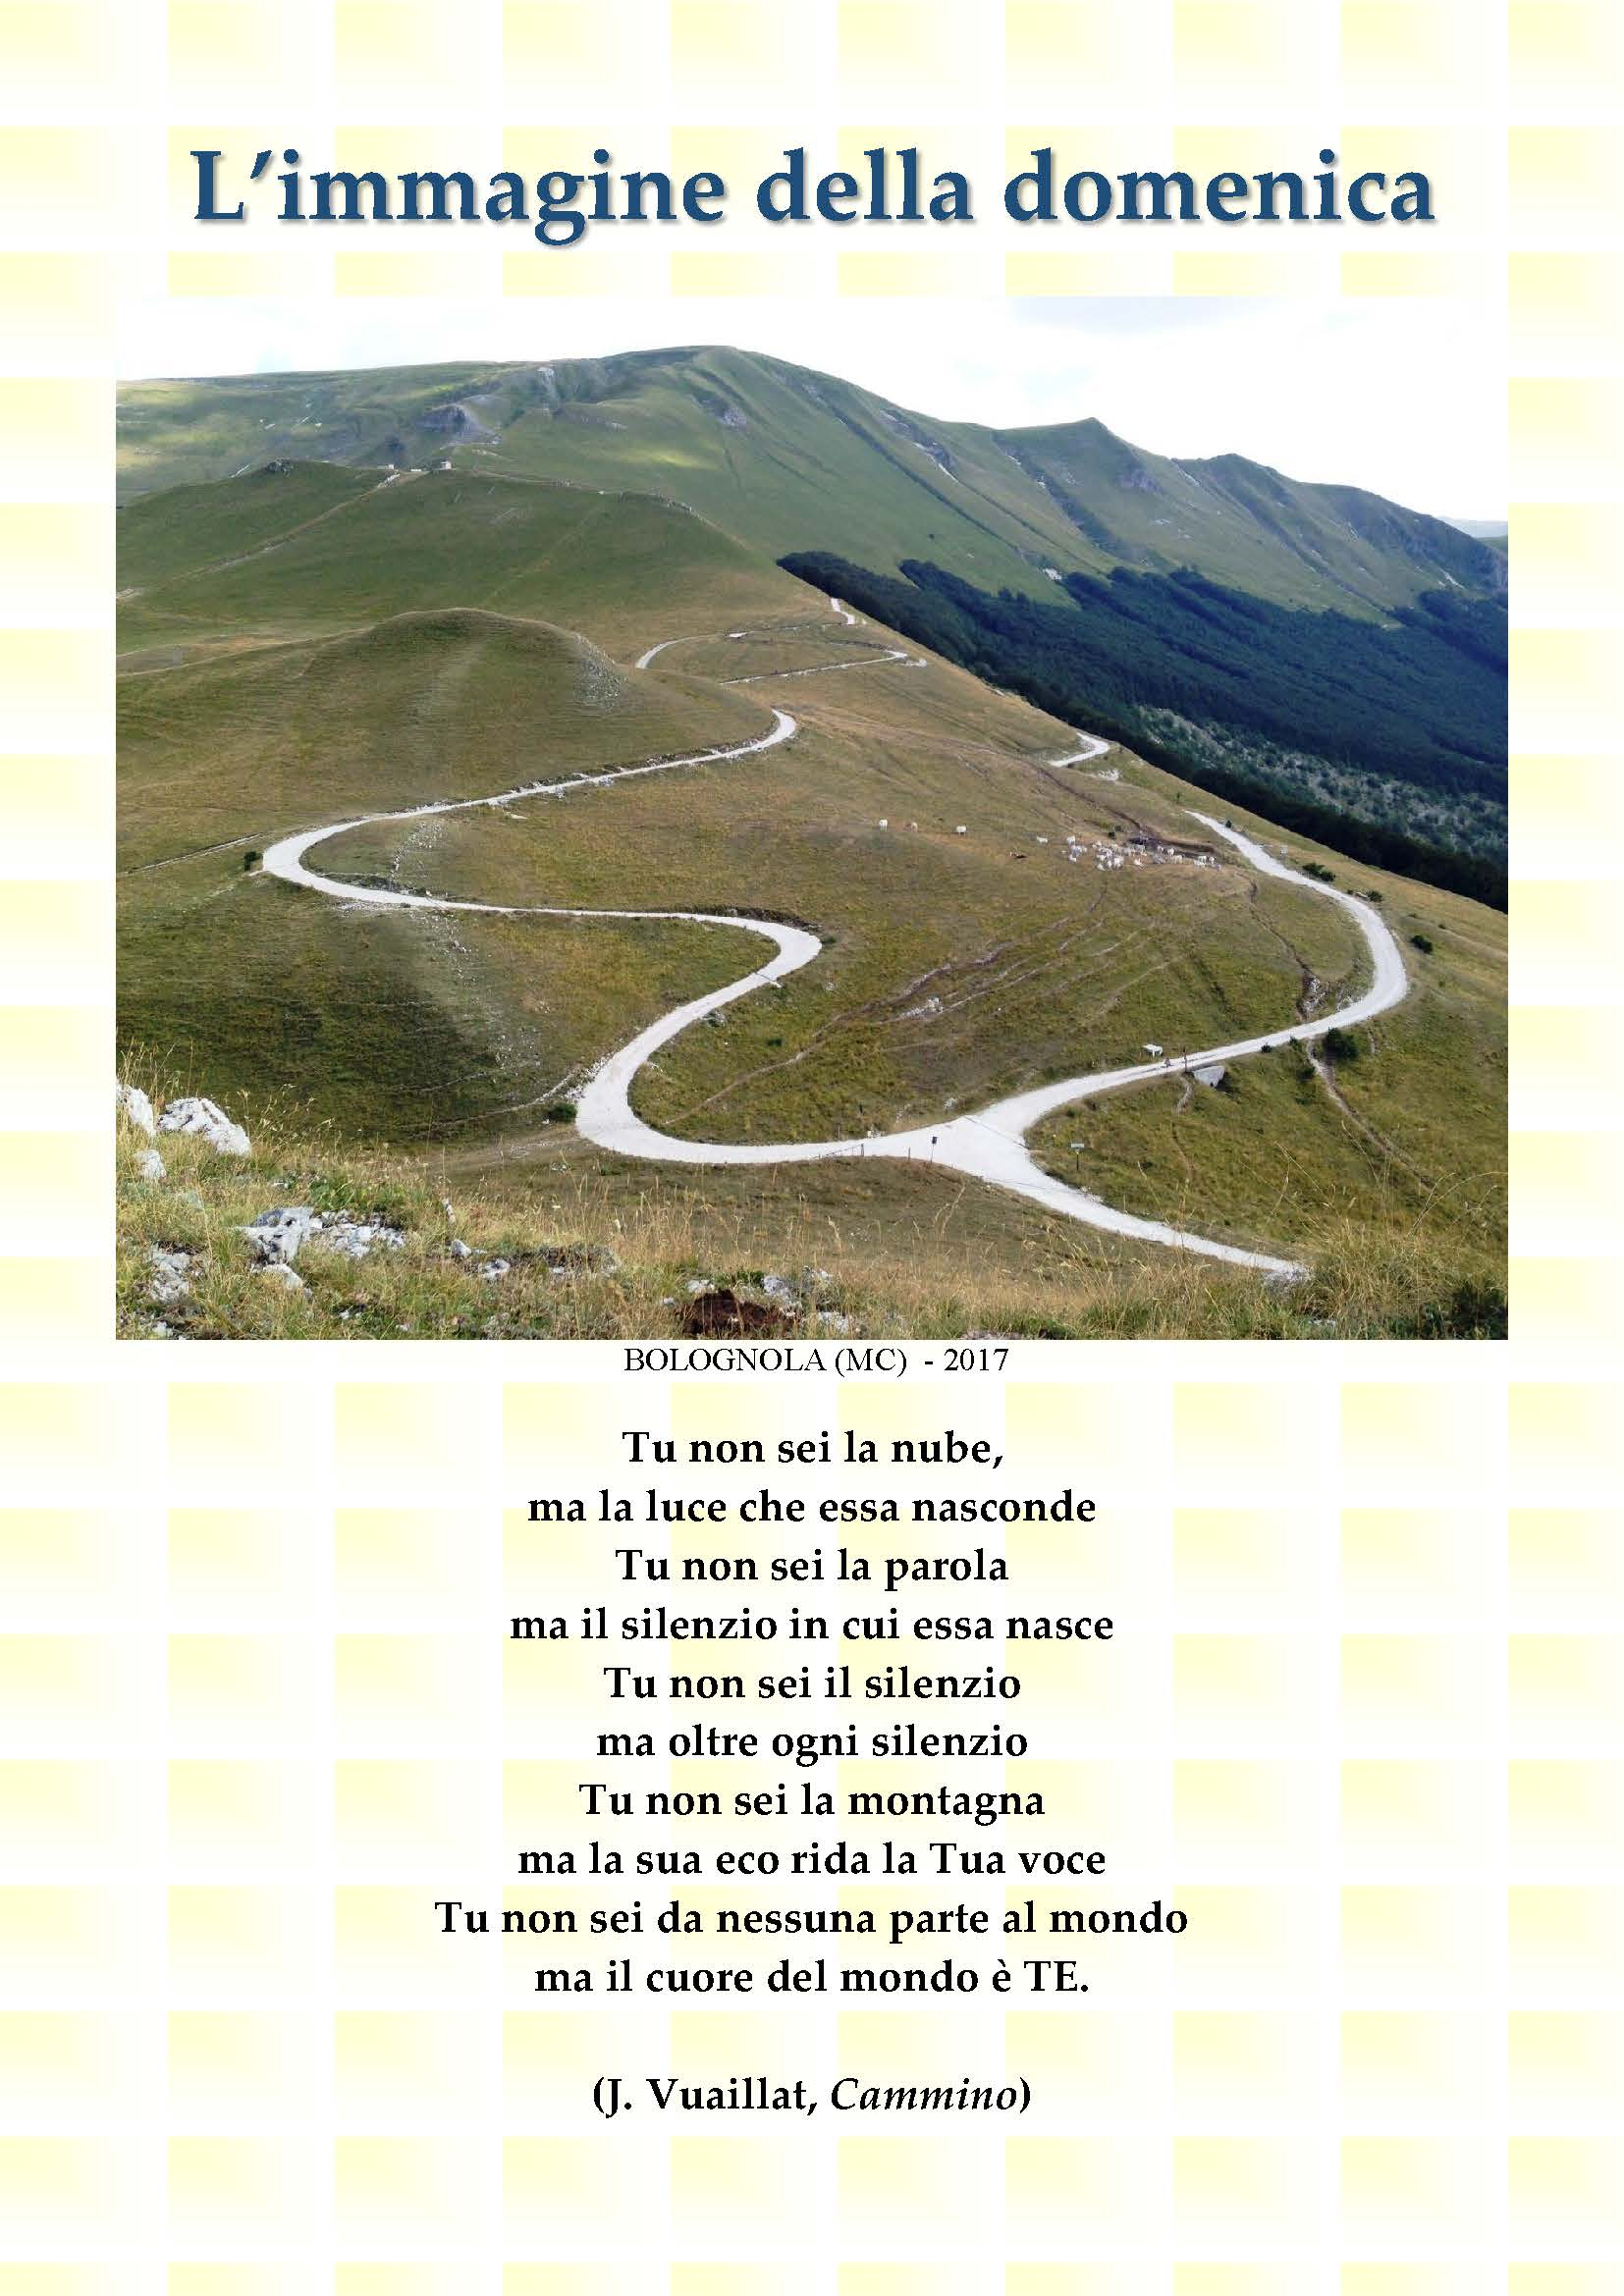 L’immagine della domenica
BOLOGNOLA (MC) - 2017
Tu non sei la nube,
ma la luce che essa nasconde
Tu non sei la parola
ma il silenzio in cui essa nasce
Tu non sei il silenzio
ma oltre ogni silenzio
Tu non sei la montagna
ma la sua eco rida la Tua voce
Tu non sei da nessuna parte al mondo
ma il cuore del mondo è TE.
(J. Vuaillat, Cammino)